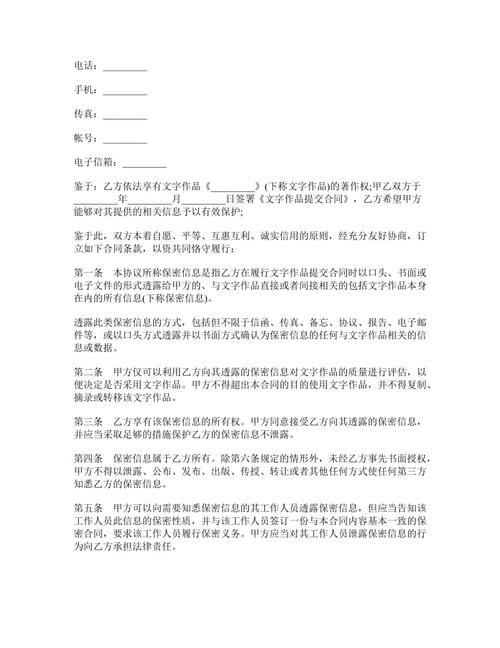 电话：_________
手机：_________
传真：_________
帐号：_________
电子信箱：_________
鉴于：乙方依法享有文字作品《_________》(下称文字作品)的著作权;甲乙双方于
_________年_________月_________日签署《文字作品提交合同》，乙方希望甲方
能够对其提供的相关信息予以有效保护;
鉴于此，双方本着自愿、平等、互惠互利、诚实信用的原则，经充分友好协商，订
立如下合同条款，以资共同恪守履行：
第一条　本协议所称保密信息是指乙方在履行文字作品提交合同时以口头、书面或
电子文件的形式透露给甲方的、与文字作品直接或者间接相关的包括文字作品本身
在内的所有信息(下称保密信息)。
透露此类保密信息的方式，包括但不限于信函、传真、备忘、协议、报告、电子邮
件等，或以口头方式透露并以书面方式确认为保密信息的任何与文字作品相关的信
息或数据。
第二条　甲方仅可以利用乙方向其透露的保密信息对文字作品的质量进行评估，以
便决定是否采用文字作品。甲方不得超出本合同的目的使用文字作品，并不得复制、
摘录或转移该文字作品。
第三条　乙方享有该保密信息的所有权。甲方同意接受乙方向其透露的保密信息，
并应当采取足够的措施保护乙方的保密信息不泄露。
第四条　保密信息属于乙方所有。除第六条规定的情形外，未经乙方事先书面授权，
甲方不得以泄露、公布、发布、出版、传授、转让或者其他任何方式使任何第三方
知悉乙方的保密信息。
第五条　甲方可以向需要知悉保密信息的其工作人员透露保密信息，但应当告知该
工作人员此信息的保密性质，并与该工作人员签订一份与本合同内容基本一致的保
密合同，要求该工作人员履行保密义务。甲方应当对其工作人员泄露保密信息的行
为向乙方承担法律责任。